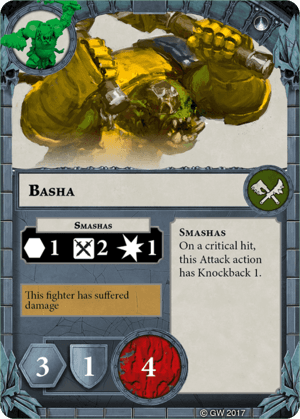 BASHA
SMASHAS
1 2 1
This fighter has suffered
damage
SMASHAS
On a critical hit,
this Attack action
has Knockback 1.
3 1 4
© GW 2017